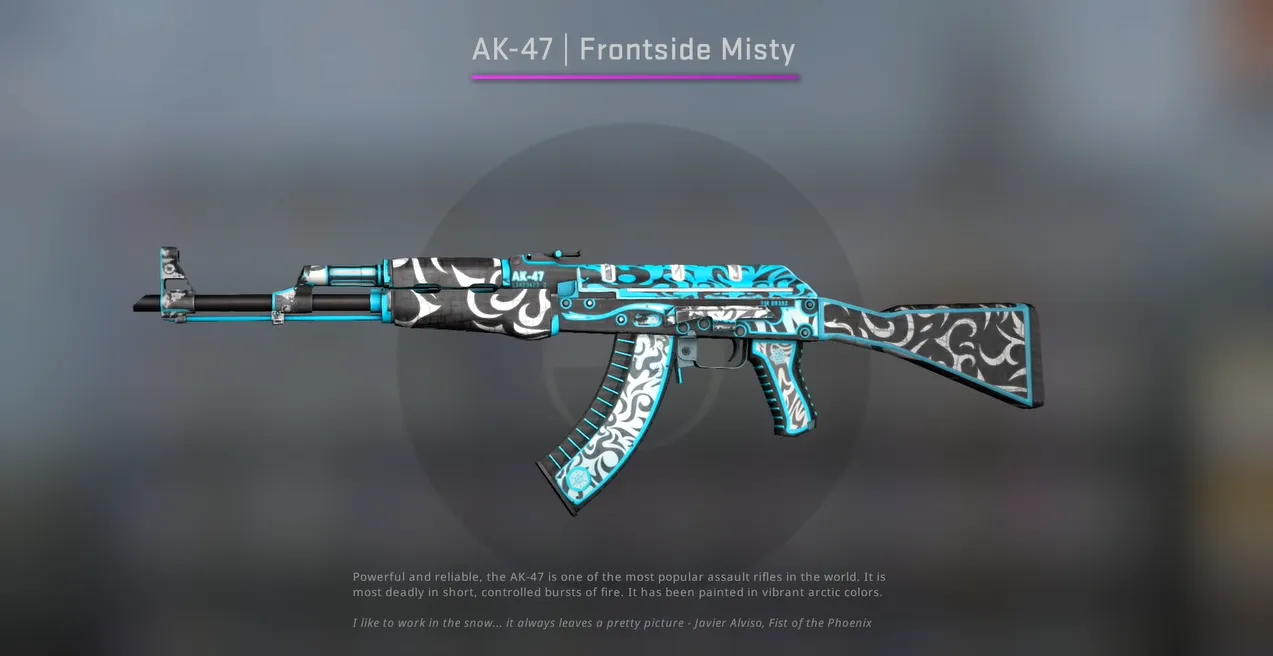 AK-47 | Frontside Misty
AK-47
Powerful and reliable, the AK-47 is one of the most popular assault rifles in the world. It is
most deadly in short, controlled bursts of fire. It has been painted in vibrant arctic colors.
I like to work in the snow... it always leaves a pretty picture - Javier Alviso, Fist of the Phoenix